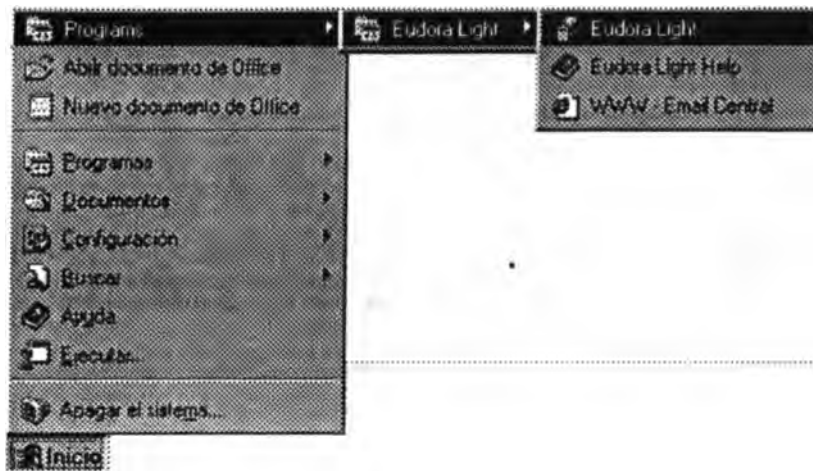 Programs
Eudora Light
Eudora Light
Abrir documento de Office
Eudora Light Help
Nuevo documento de Office
WWW - Email Central
Programas
Documentos
Configuración
Buscar
Ayuda
Ejecutar...
Apagar el sistema...
Inicio